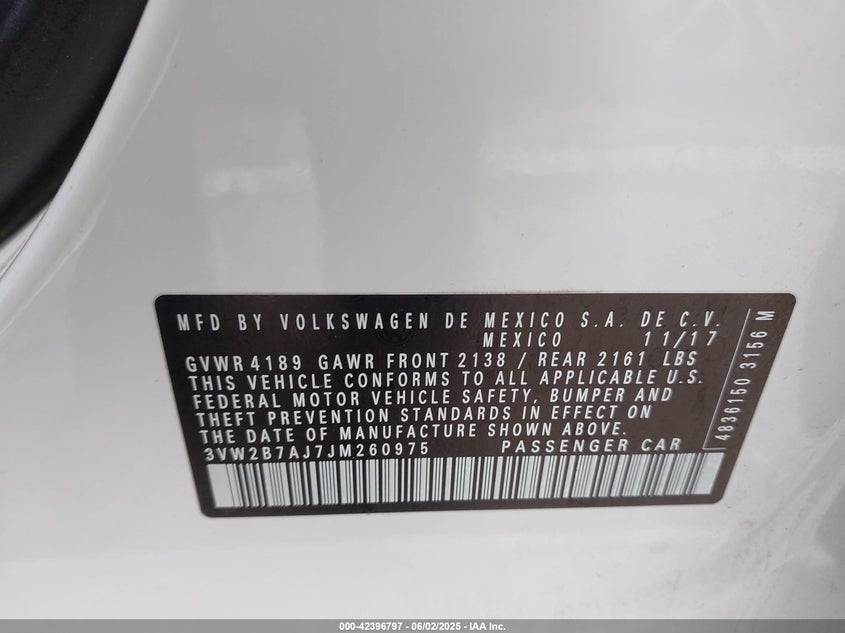 MFD BY VOLKSWAGEN DE MEXICO S.A. DE C.V.
MEXICO 11/17
GVWR 4189 GAWR FRONT 2138 / REAR 2161 LBS
THIS VEHICLE CONFORMS TO ALL APPLICABLE U.S.
FEDERAL MOTOR VEHICLE SAFETY, BUMPER AND
THEFT PREVENTION STANDARDS IN EFFECT ON
THE DATE OF MANUFACTURE SHOWN ABOVE.
3VW2B7AJ7JM260975 PASSENGER CAR
4836150 3156 M
000-42396797 - 06/02/2025 - IAA Inc.